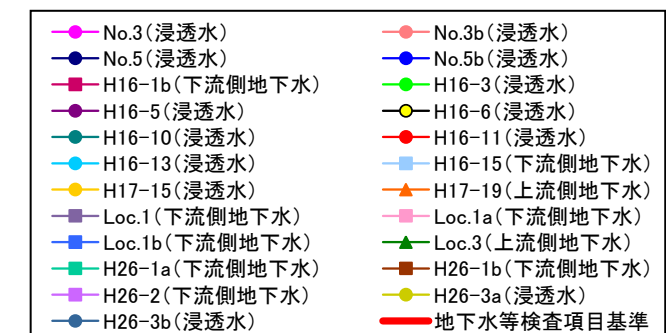 No.3(浸透水) No.3b(浸透水)
No.5(浸透水) No.5b(浸透水)
H16-1b(下流側地下水) H16-3(浸透水)
H16-5(浸透水) H16-6(浸透水)
H16-10(浸透水) H16-11(浸透水)
H16-13(浸透水) H16-15(下流側地下水)
H17-15(浸透水) H17-19(上流側地下水)
Loc.1(下流側地下水) Loc.1a(下流側地下水)
Loc.1b(下流側地下水) Loc.3(上流側地下水)
H26-1a(下流側地下水) H26-1b(下流側地下水)
H26-2(下流側地下水) H26-3a(浸透水)
H26-3b(浸透水) 地下水等検査項目基準